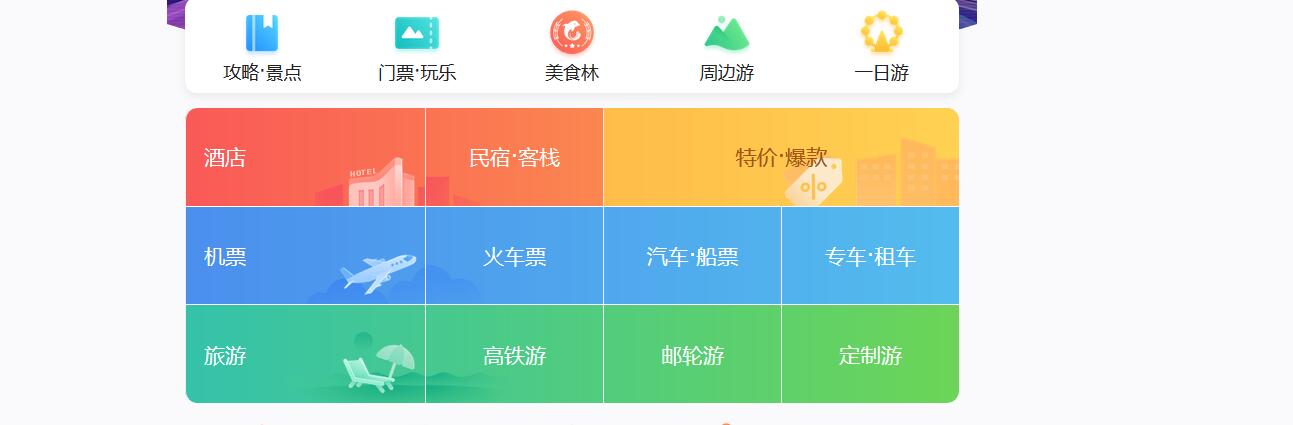 攻略·景点
门票·玩乐
美食林
周边游
一日游
酒店
HOTEL
民宿·客栈
特价·爆款
机票
火车票
汽车·船票
专车·租车
旅游
高铁游
邮轮游
定制游